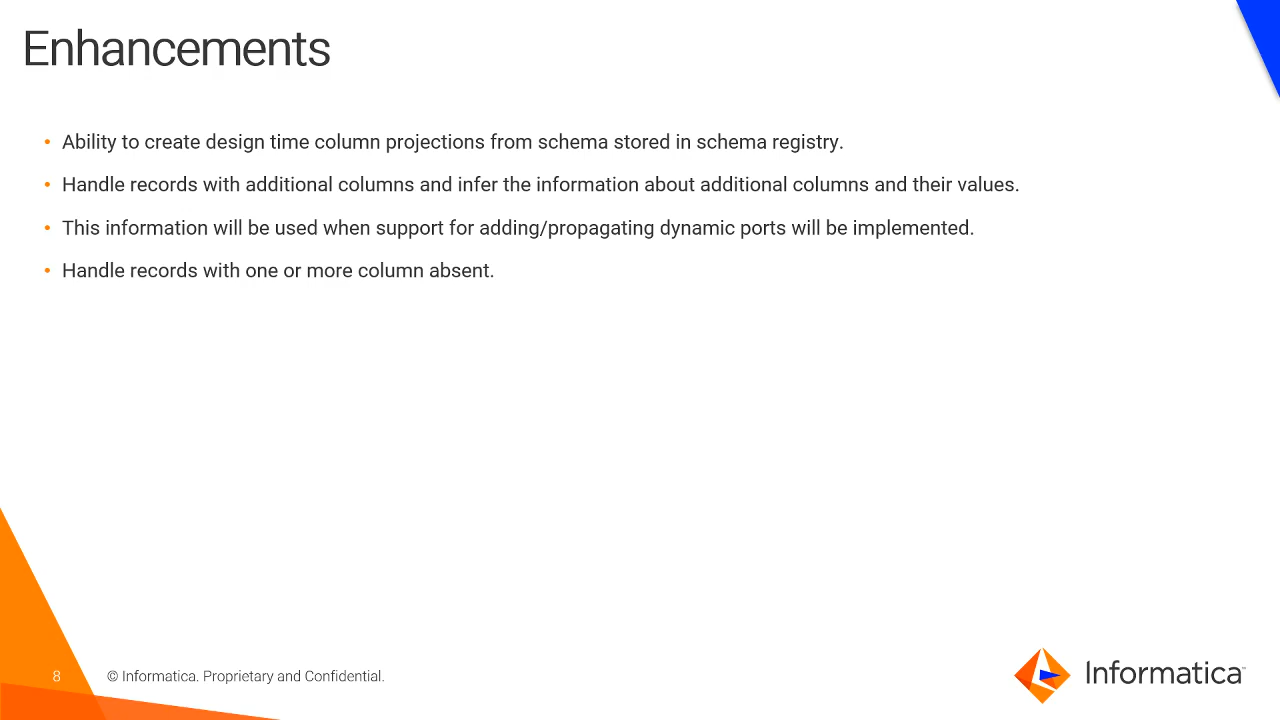 Enhancements
• Ability to create design time column projections from schema stored in schema registry.
• Handle records with additional columns and infer the information about additional columns and their values.
• This information will be used when support for adding/propagating dynamic ports will be implemented.
• Handle records with one or more column absent.
8
© Informatica. Proprietary and Confidential.
Informatica™